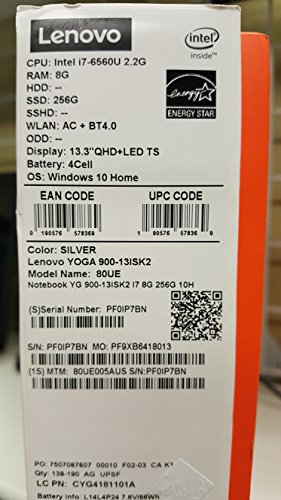 Lenovo
intel
inside™
CPU: Intel i7-6560U 2.2G
RAM: 8G
HDD: --
SSD: 256G
SSHD: --
WLAN: AC + BT4.0
ODD: --
Display: 13.3"QHD+LED TS
Battery: 4Cell
OS: Windows 10 Home
energy
ENERGY STAR
EAN CODE
UPC CODE
0 190576 578369
1 90576 57836 9
Color: SILVER
Lenovo YOGA 900-13ISK2
Model Name: 80UE
Notebook YG 900-13ISK2 I7 8G 256G 10H
(S)Serial Number: PF0IP7BN
S/N: PF0IP7BN MO: PF9XB6418013
(1S) MTM: 80UE005AUS S/N:PF0IP7BN
PO: 7507087607 00010 F02-03 CA K1
Qty: 138-190 AG UPSF
LC PN: CYG4181101A
Battery info: L14L4P24 7.6V/66Wh